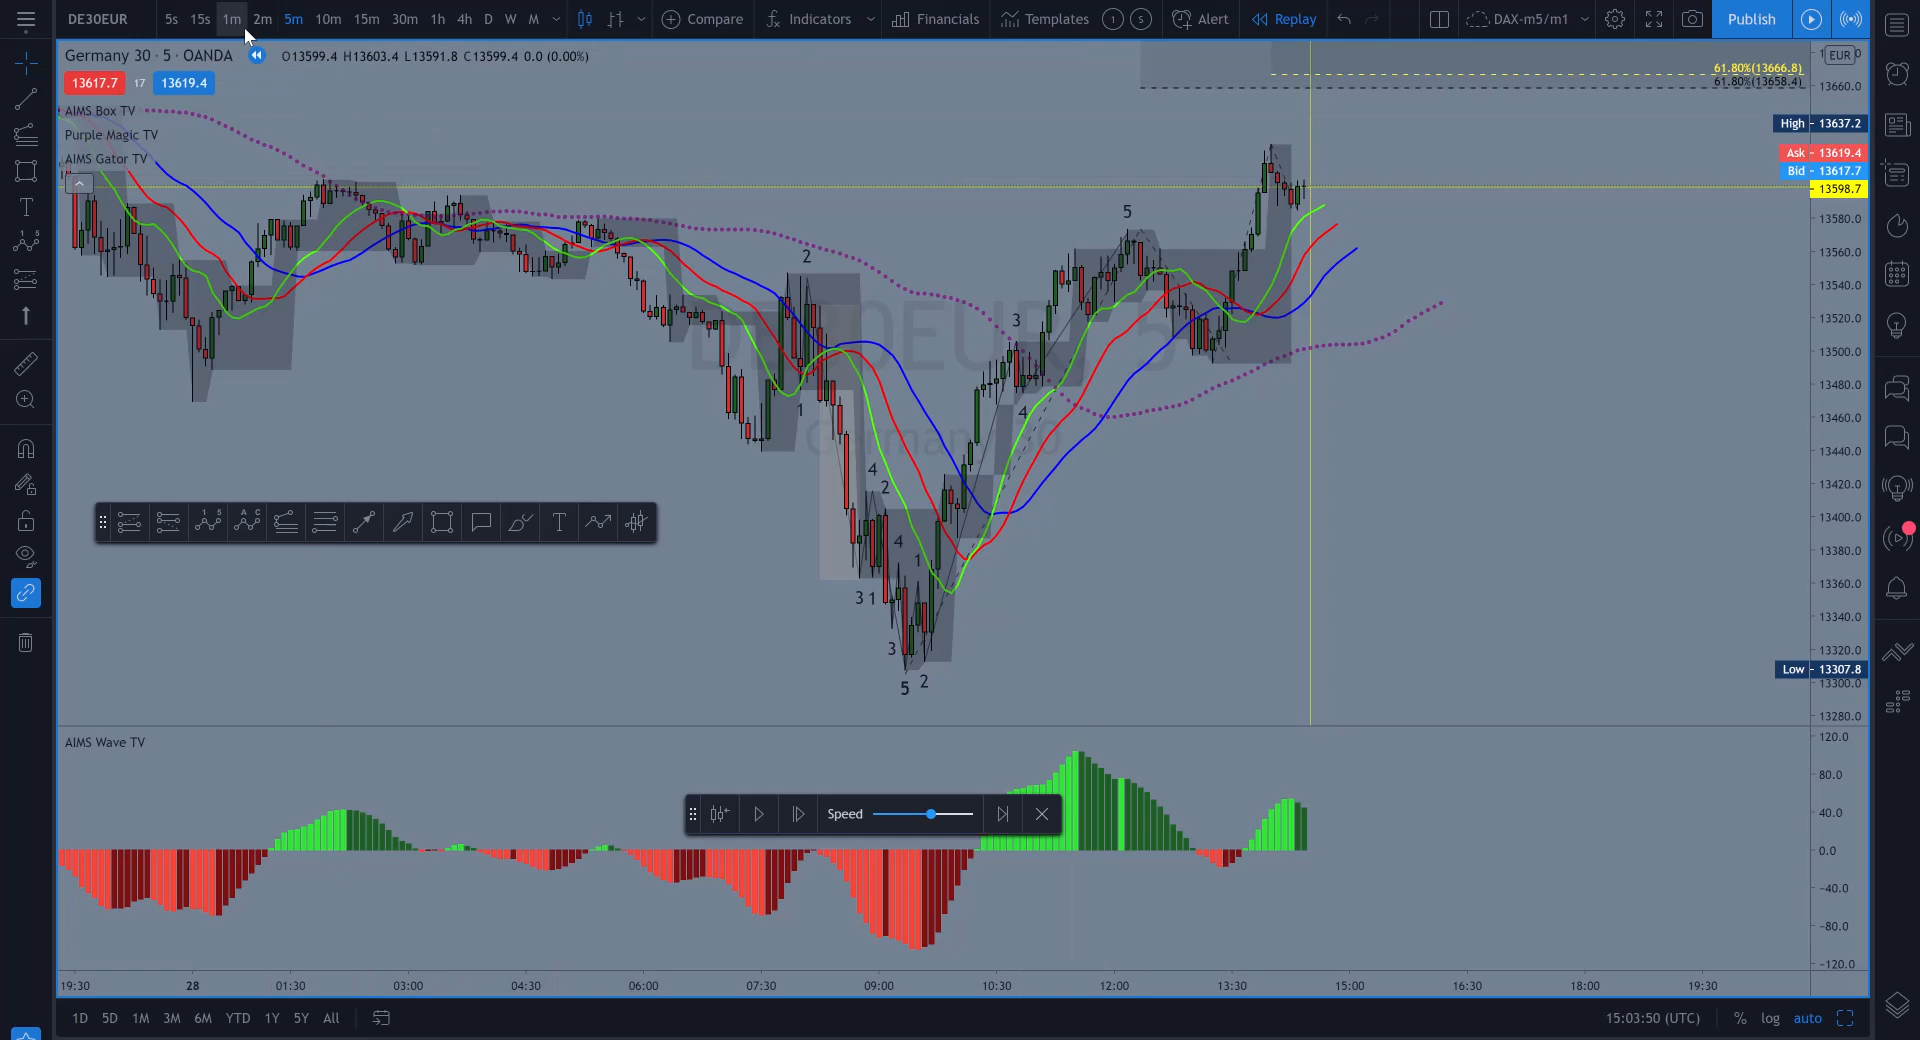 DE30EUR 5s 15s 1m 2m 5m 10m 15m 30m 1h 4h D W M Compare Indicators Financials Templates 1 S Alert Replay DAX-m5/m1 Publish
Germany 30 · 5 · OANDA O13599.4 H13603.4 L13591.8 C13599.4 0.0 (0.00%)
EUR
13617.7 17 13619.4
61.80%(13666.8)
61.80%(13658.4)
13660.0
AIMS Box TV
High - 13637.2
Purple Magic TV
AIMS Gator TV
Ask - 13619.4
Bid - 13617.7
13598.7
5
13580.0
2
13560.0
13540.0
3
13520.0
DE30EUR, 5
13500.0
13480.0
1
4
13460.0
Germany 30
13440.0
4
2
13420.0
13400.0
4
13380.0
1
13360.0
3 1
13340.0
3
13320.0
Low - 13307.8
5 2
13300.0
13280.0
AIMS Wave TV
120.0
80.0
40.0
Speed
0.0
-40.0
-80.0
-120.0
19:30 28 01:30 03:00 04:30 06:00 07:30 09:00 10:30 12:00 13:30 15:00 16:30 18:00 19:30
1D 5D 1M 3M 6M YTD 1Y 5Y All 15:03:50 (UTC) % log auto